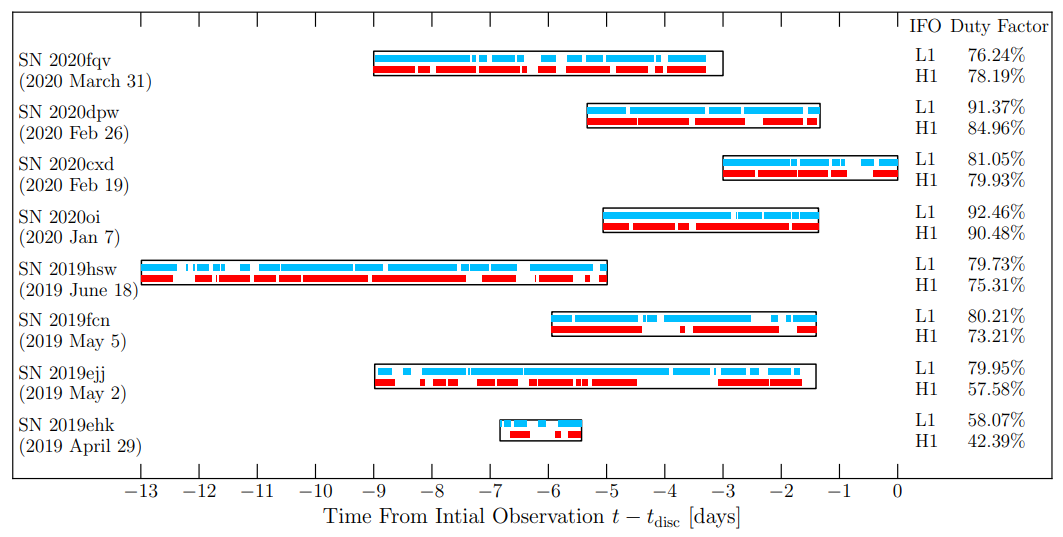 IFO Duty Factor
SN 2020fqv L1 76.24%
(2020 March 31) H1 78.19%
SN 2020dpw L1 91.37%
(2020 Feb 26) H1 84.96%
SN 2020cxd L1 81.05%
(2020 Feb 19) H1 79.93%
SN 2020oi L1 92.46%
(2020 Jan 7) H1 90.48%
SN 2019hsw L1 79.73%
(2019 June 18) H1 75.31%
SN 2019fcn L1 80.21%
(2019 May 5) H1 73.21%
SN 2019ejj L1 79.95%
(2019 May 2) H1 57.58%
SN 2019ehk L1 58.07%
(2019 April 29) H1 42.39%
−13 −12 −11 −10 −9 −8 −7 −6 −5 −4 −3 −2 −1 0
Time From Intial Observation t − t_disc [days]